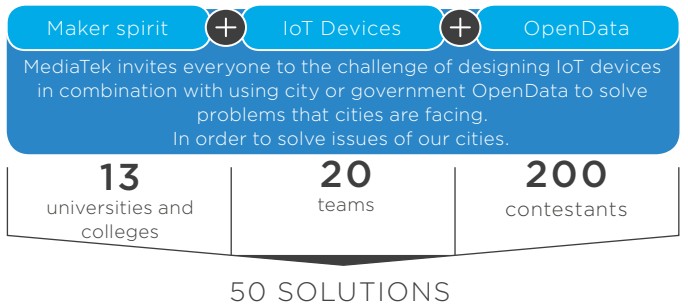 Maker spirit + IoT Devices + OpenData
MediaTek invites everyone to the challenge of designing IoT devices
in combination with using city or government OpenData to solve
problems that cities are facing.
In order to solve issues of our cities.
13
universities and
colleges
20
teams
200
contestants
50 SOLUTIONS